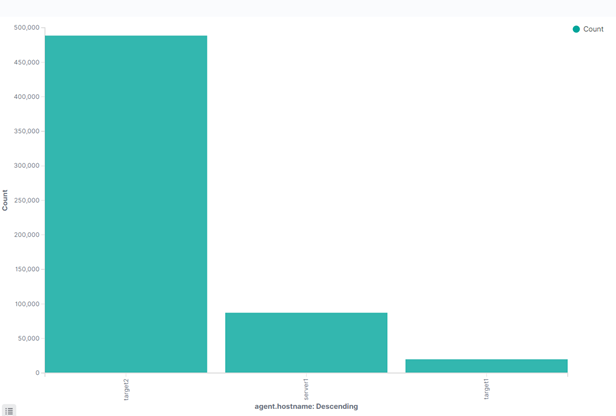 500,000
450,000
400,000
350,000
300,000
250,000
200,000
150,000
100,000
50,000
0
Count
Count
target2
server1
target1
agent.hostname: Descending